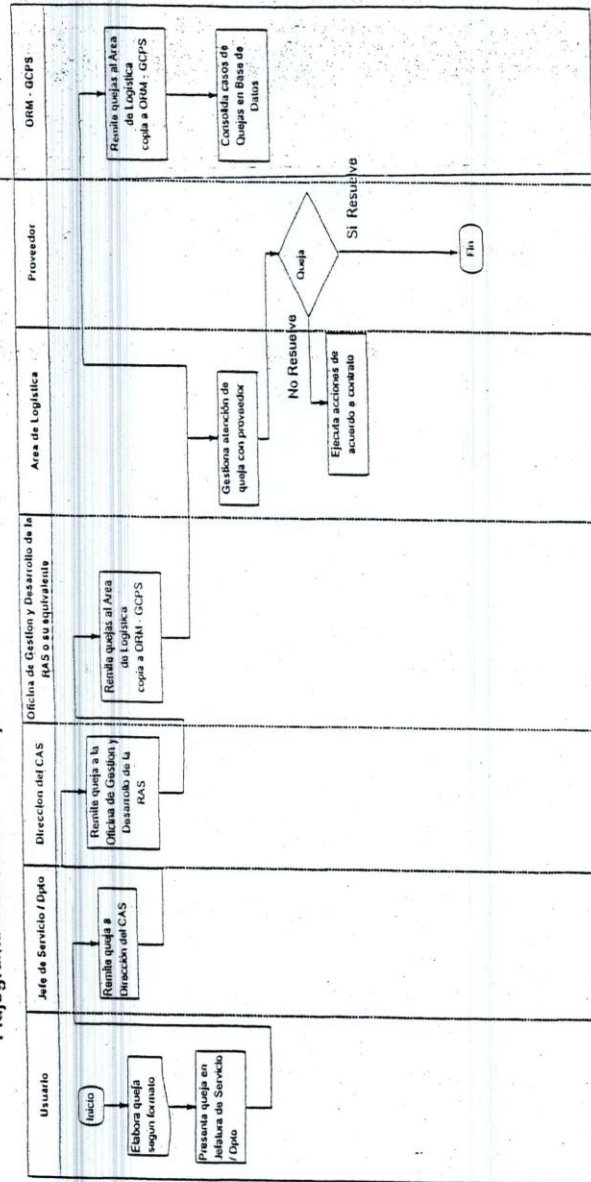 Usuario
Jefe de Servicio / Dpto
Direccion del CAS
Oficina de Gestion y Desarrollo de la
RAS o su equivalente
Area de Logistica
Proveedor
ORM - GCPS
Inicio
Elabora queja
segun formato
Presenta queja en
Jefatura de Servicio
/ Dpto
Remite queja a
Dirección del CAS
Remite queja a la
Oficina de Gestion y
Desarrollo de la
RAS
Remite quejas al Area
de Logística
copia a ORM - GCPS
Gestiona atención de
queja con proveedor
No Resuelve
Ejecuta acciones de
acuerdo a contrato
Queja
Si Resuelve
Fin
Remite quejas al Area
de Logística
copia a ORM - GCPS
Consolida casos de
Quejas en Base de
Datos